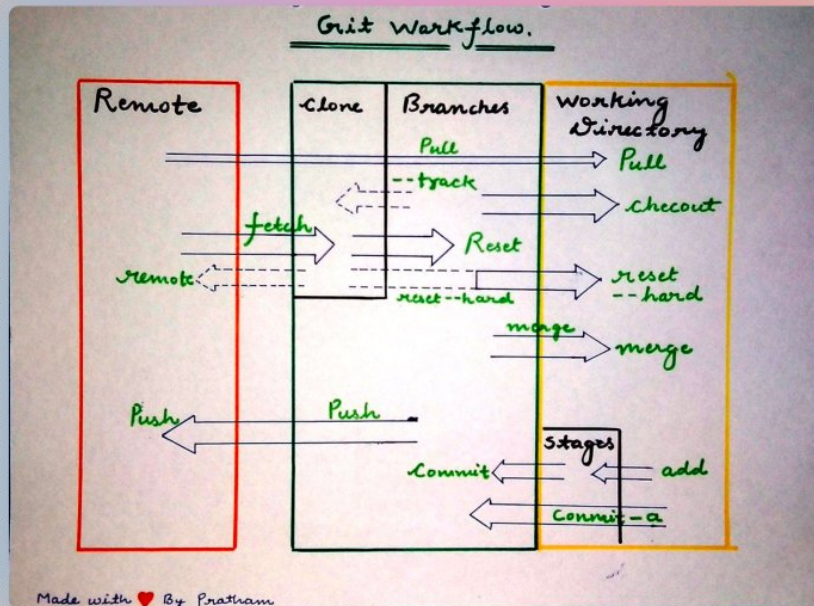 Git Workflow.
Remote
Clone
Branches
Working
Directory
Pull
Pull
--track
checout
fetch
Reset
remote
reset--hard
reset
--hard
merge
merge
Push
Push
Stages
Commit
add
Commit-a
Made with ❤ By Pratham